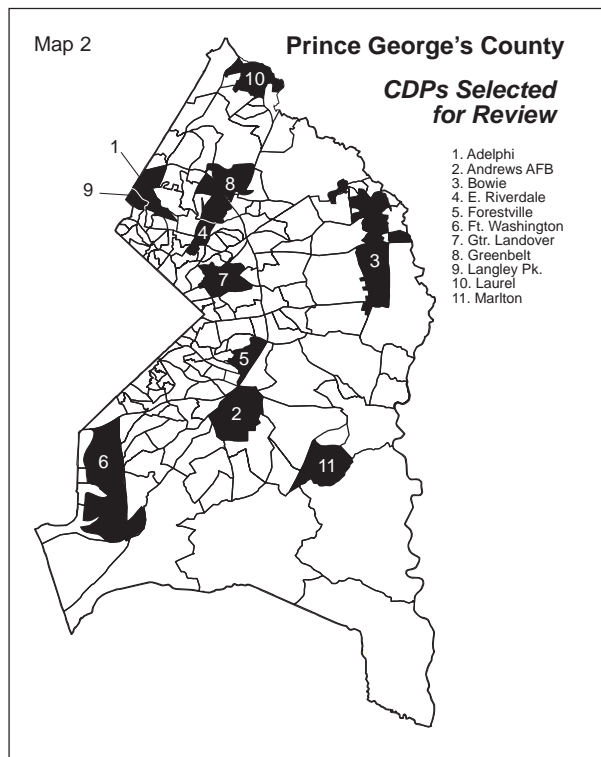 Map 2
Prince George's County
CDPs Selected
for Review
1. Adelphi
2. Andrews AFB
3. Bowie
4. E. Riverdale
5. Forestville
6. Ft. Washington
7. Gtr. Landover
8. Greenbelt
9. Langley Pk.
10. Laurel
11. Marlton
10
1
9
8
4
3
7
5
2
6
11